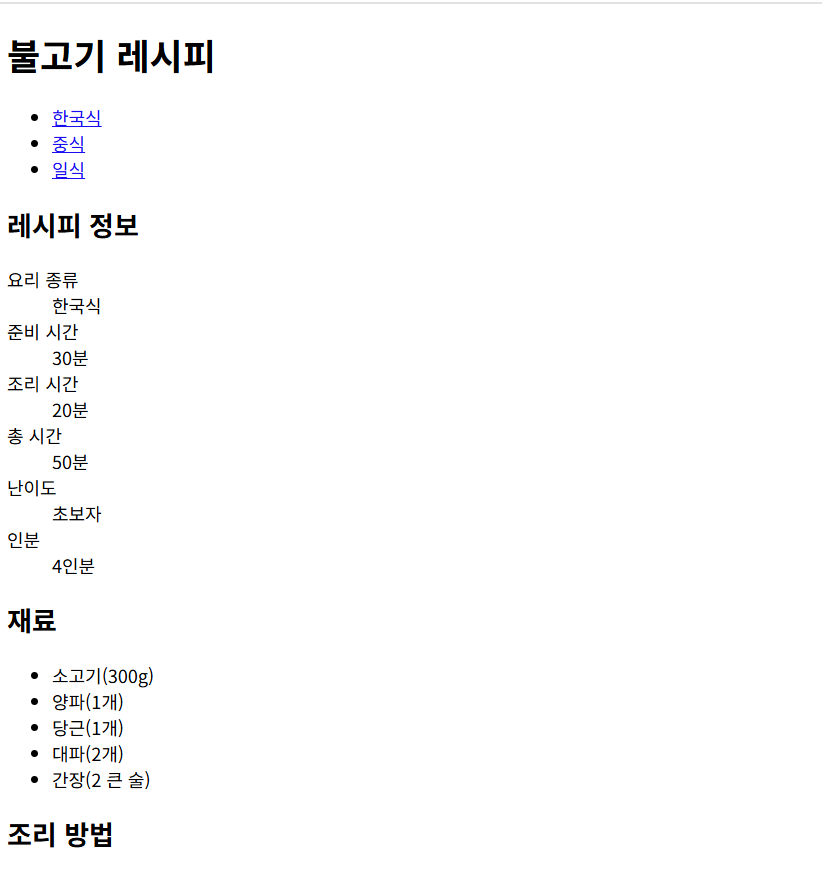 불고기 레시피
한국식
중식
일식
레시피 정보
요리 종류
한국식
준비 시간
30분
조리 시간
20분
총 시간
50분
난이도
초보자
인분
4인분
재료
소고기(300g)
양파(1개)
당근(1개)
대파(2개)
간장(2 큰 술)
조리 방법